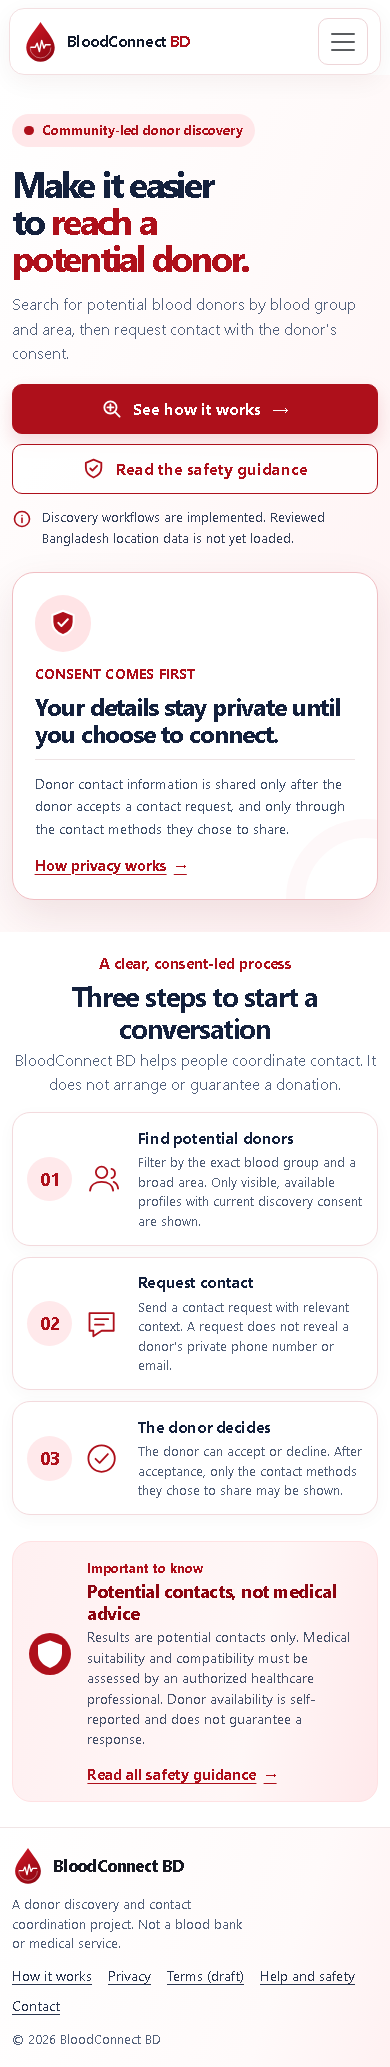 BloodConnect BD
Community-led donor discovery
Make it easier
to reach a
potential donor.
Search for potential blood donors by blood group
and area, then request contact with the donor's
consent.
See how it works →
Read the safety guidance
Discovery workflows are implemented. Reviewed
Bangladesh location data is not yet loaded.
CONSENT COMES FIRST
Your details stay private until
you choose to connect.
Donor contact information is shared only after the
donor accepts a contact request, and only through
the contact methods they chose to share.
How privacy works →
A clear, consent-led process
Three steps to start a
conversation
BloodConnect BD helps people coordinate contact. It
does not arrange or guarantee a donation.
01
Find potential donors
Filter by the exact blood group and a
broad area. Only visible, available
profiles with current discovery consent
are shown.
02
Request contact
Send a contact request with relevant
context. A request does not reveal a
donor's private phone number or
email.
03
The donor decides
The donor can accept or decline. After
acceptance, only the contact methods
they chose to share may be shown.
Important to know
Potential contacts, not medical
advice
Results are potential contacts only. Medical
suitability and compatibility must be
assessed by an authorized healthcare
professional. Donor availability is self-
reported and does not guarantee a
response.
Read all safety guidance →
BloodConnect BD
A donor discovery and contact
coordination project. Not a blood bank
or medical service.
How it works Privacy Terms (draft) Help and safety
Contact
© 2026 BloodConnect BD